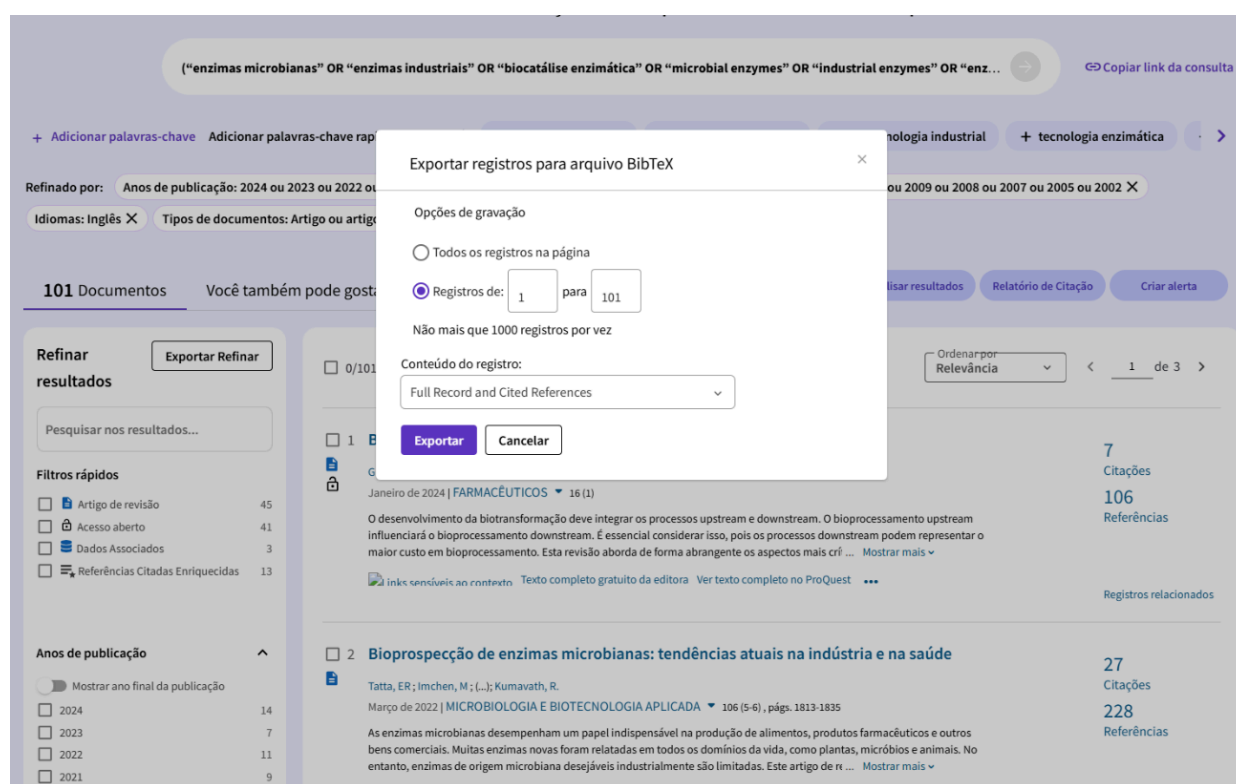 ("enzimas microbianas" OR "enzimas industriais" OR "biocatálise enzimática" OR "microbial enzymes" OR "industrial enzymes" OR "enz...
Copiar link da consulta
+ Adicionar palavras-chave Adicionar palavras-chave rap
nologia industrial
+ tecnologia enzimática
Refinado por: Anos de publicação: 2024 ou 2023 ou 2022 ou
ou 2009 ou 2008 ou 2007 ou 2005 ou 2002 X
Idiomas: Inglês X Tipos de documentos: Artigo ou artigo
Exportar registros para arquivo BibTeX
Opções de gravação
Todos os registros na página
Registros de: 1 para 101
Não mais que 1000 registros por vez
Conteúdo do registro:
Full Record and Cited References
Exportar Cancelar
101 Documentos Você também pode gosta
lisar resultados Relatório de Citação Criar alerta
Refinar resultados
Exportar Refinar
Pesquisar nos resultados...
Filtros rápidos
Artigo de revisão 45
Acesso aberto 41
Dados Associados 3
Referências Citadas Enriquecidas 13
Anos de publicação
Mostrar ano final da publicação
2024 14
2023 7
2022 11
2021 9
0/101
Ordenar por
Relevância
1 de 3
1 B
G
Janeiro de 2024 | FARMACÊUTICOS 16 (1)
O desenvolvimento da biotransformação deve integrar os processos upstream e downstream. O bioprocessamento upstream
influenciará o bioprocessamento downstream. É essencial considerar isso, pois os processos downstream podem representar o
maior custo em bioprocessamento. Esta revisão aborda de forma abrangente os aspectos mais crí ... Mostrar mais
inks sensíveis ao contexto Texto completo gratuito da editora Ver texto completo no ProQuest
7
Citações
106
Referências
Registros relacionados
2 Bioprospecção de enzimas microbianas: tendências atuais na indústria e na saúde
Tatta, ER; Imchen, M; (...); Kumavath, R.
Março de 2022 | MICROBIOLOGIA E BIOTECNOLOGIA APLICADA 106 (5-6), págs. 1813-1835
As enzimas microbianas desempenham um papel indispensável na produção de alimentos, produtos farmacêuticos e outros
bens comerciais. Muitas enzimas novas foram relatadas em todos os domínios da vida, como plantas, micróbios e animais. No
entanto, enzimas de origem microbiana desejáveis industrialmente são limitadas. Este artigo de re ... Mostrar mais
27
Citações
228
Referências